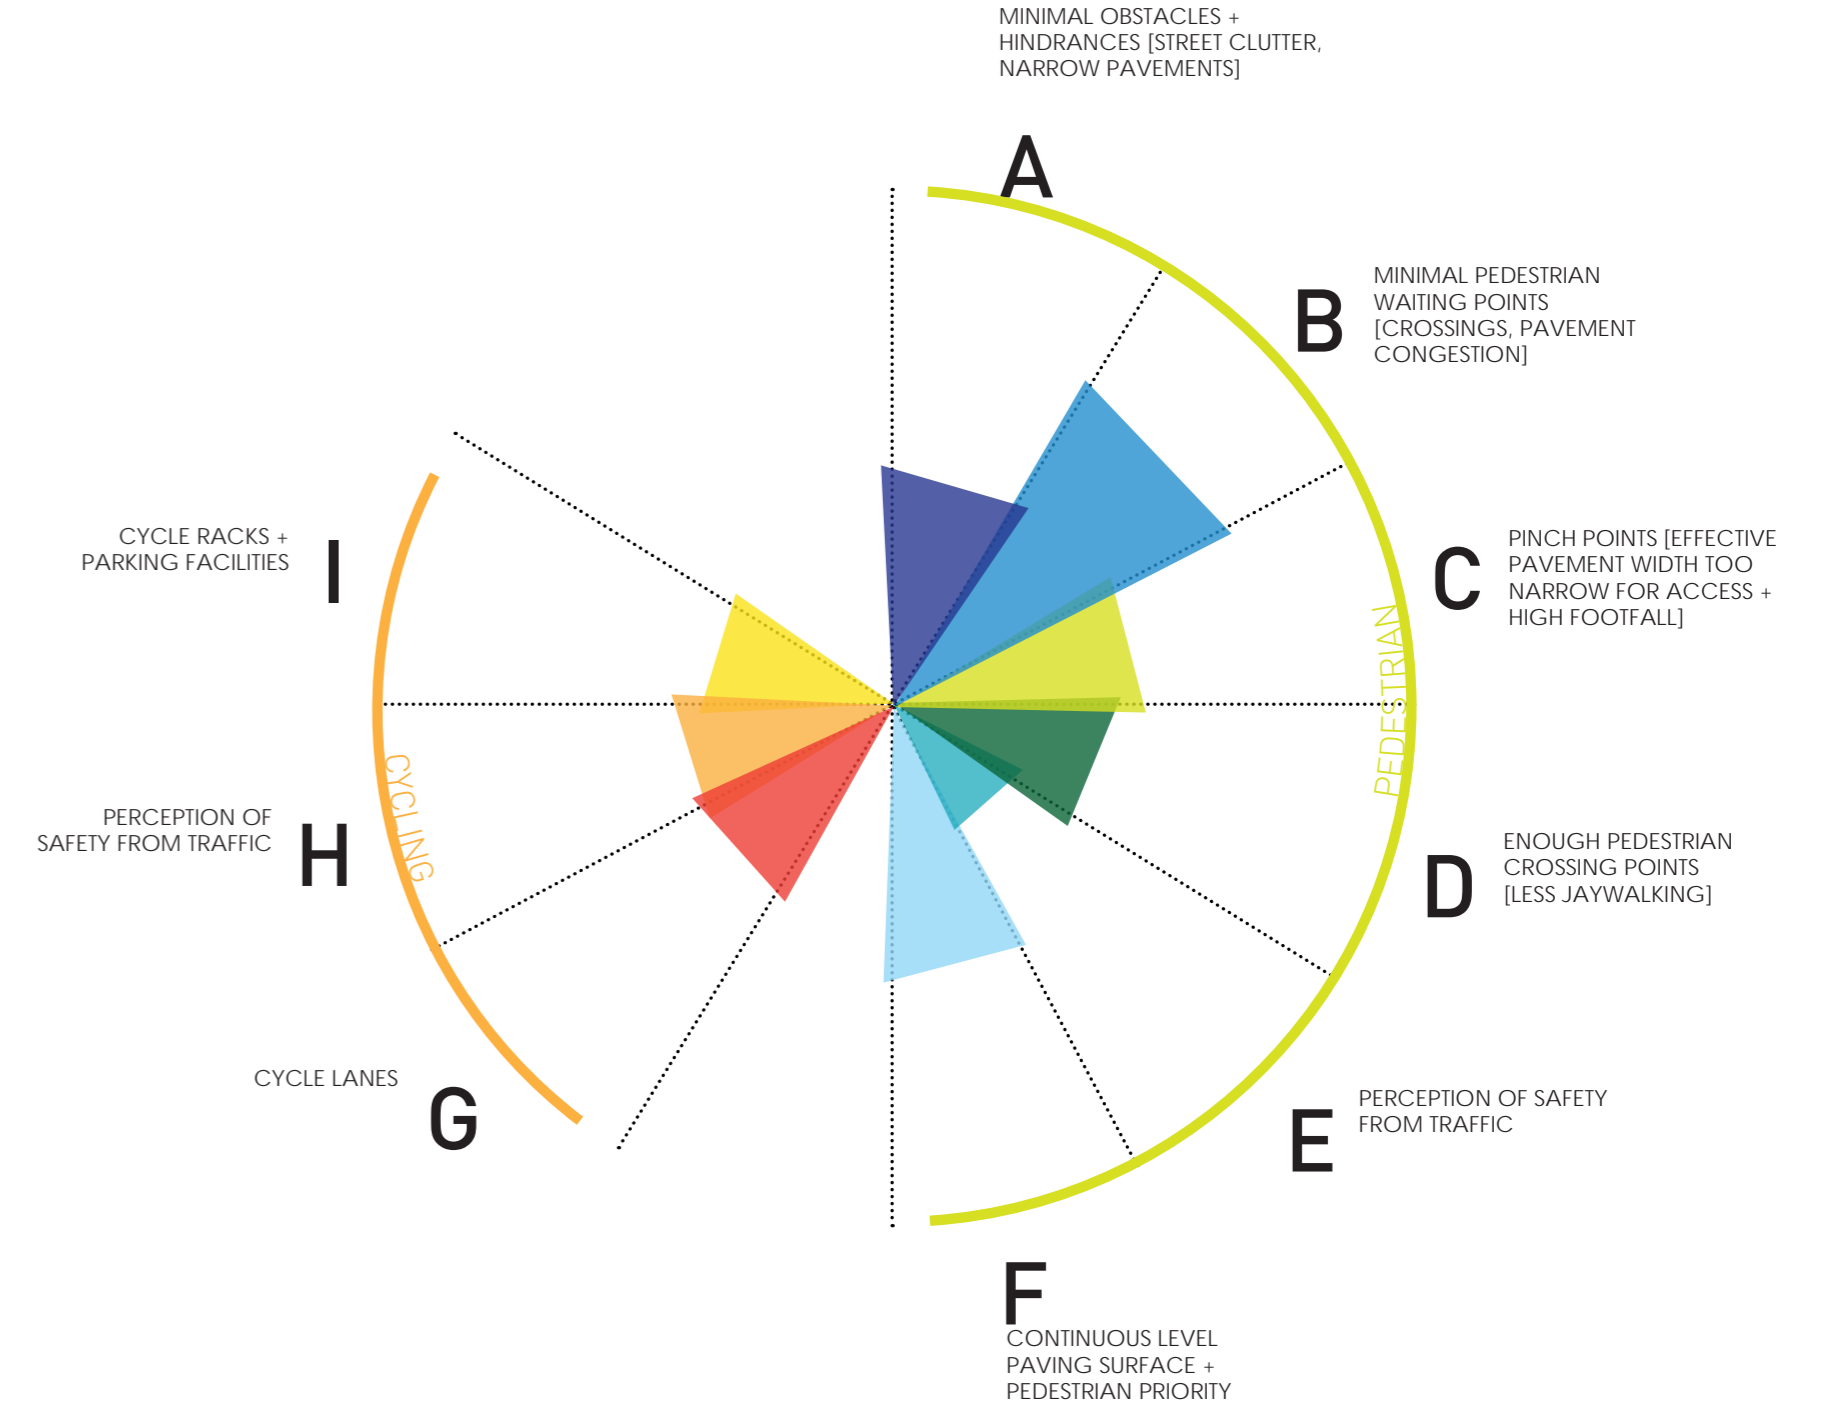 MINIMAL OBSTACLES +
HINDRANCES [STREET CLUTTER,
NARROW PAVEMENTS]
A
B
MINIMAL PEDESTRIAN
WAITING POINTS
[CROSSINGS, PAVEMENT
CONGESTION]
C
PINCH POINTS [EFFECTIVE
PAVEMENT WIDTH TOO
NARROW FOR ACCESS +
HIGH FOOTFALL]
PEDESTRIAN
D
ENOUGH PEDESTRIAN
CROSSING POINTS
[LESS JAYWALKING]
E
PERCEPTION OF SAFETY
FROM TRAFFIC
F
CONTINUOUS LEVEL
PAVING SURFACE +
PEDESTRIAN PRIORITY
CYCLE LANES
G
PERCEPTION OF
SAFETY FROM TRAFFIC
H
CYCLING
CYCLE RACKS +
PARKING FACILITIES
I